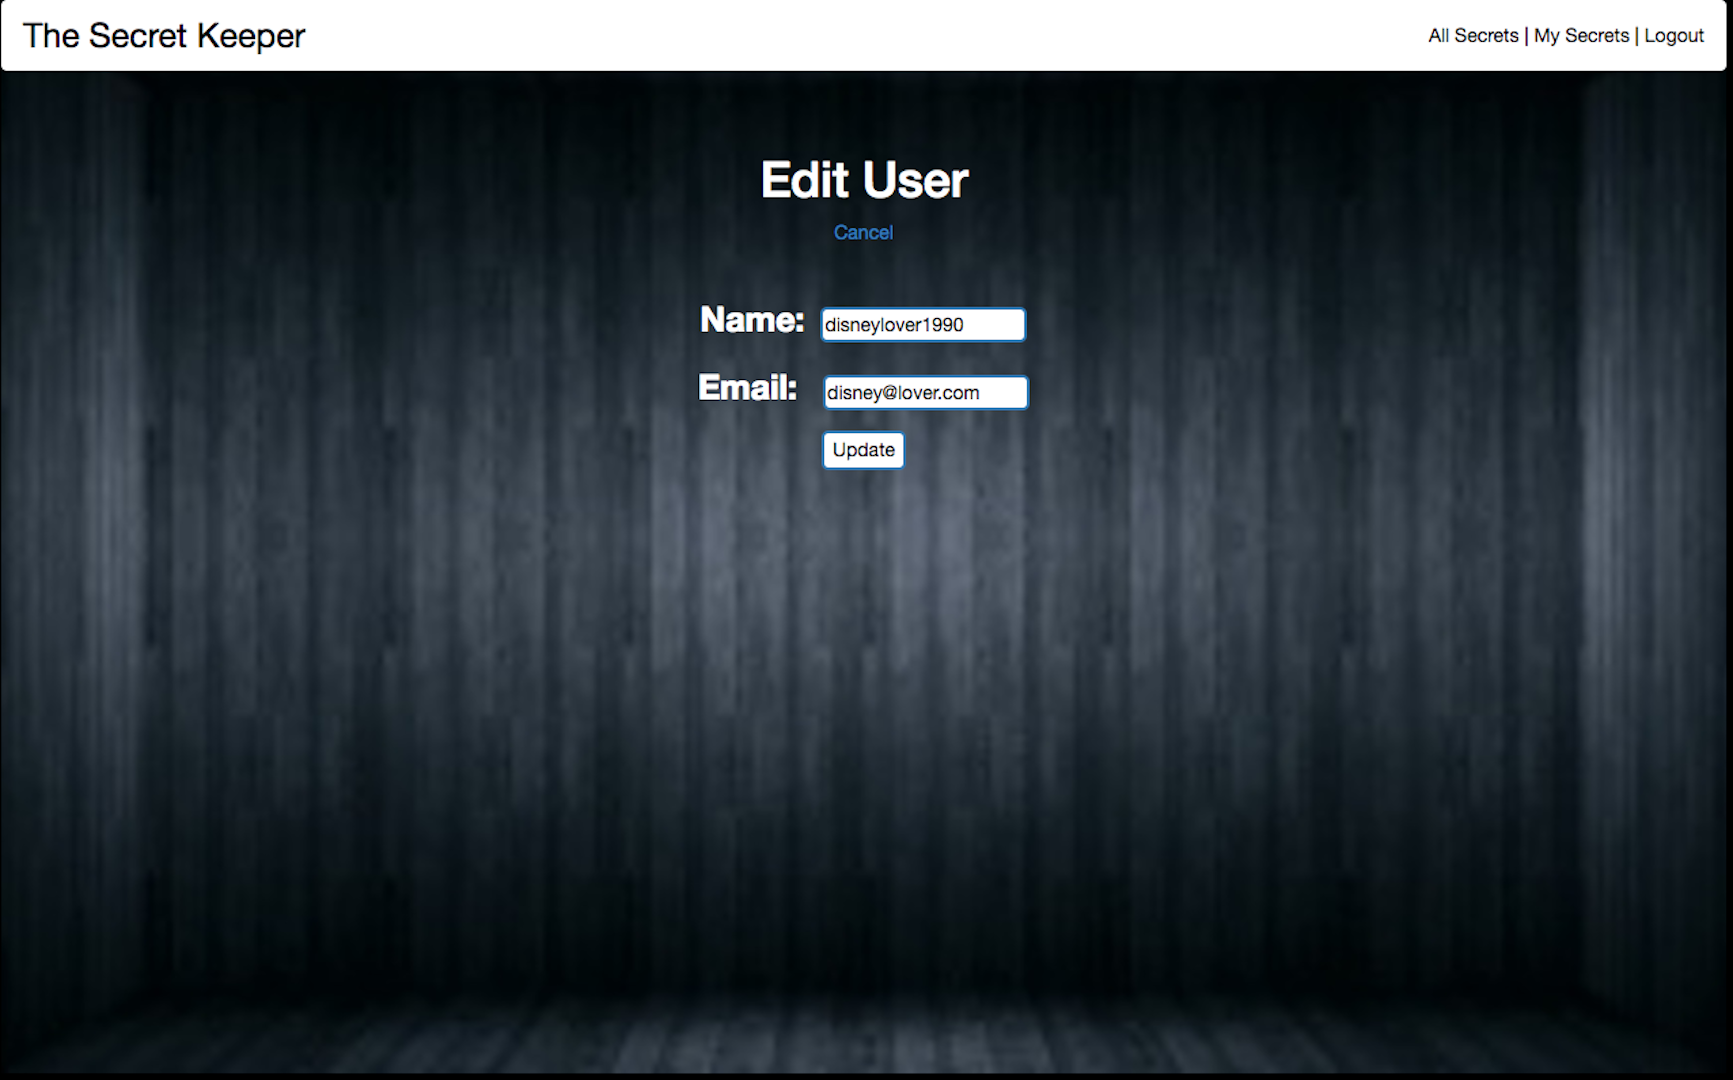 The Secret Keeper
All Secrets | My Secrets | Logout
Edit User
Cancel
Name: disneylover1990
Email: disney@lover.com
Update